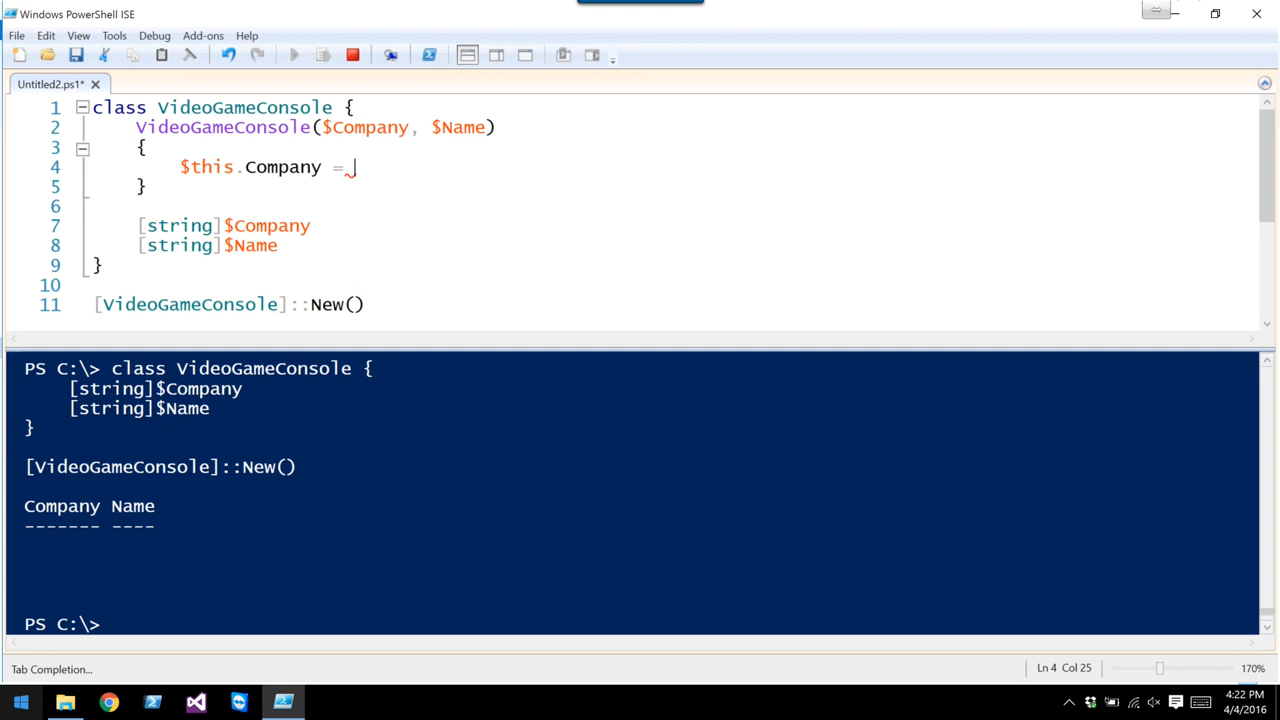 Windows PowerShell ISE
File Edit View Tools Debug Add-ons Help
Untitled2.ps1* X
1 class VideoGameConsole {
2 VideoGameConsole($Company, $Name)
3 {
4 $this.Company =
5 }
6
7 [string]$Company
8 [string]$Name
9 }
10
11 [VideoGameConsole]::New()
PS C:\> class VideoGameConsole {
[string]$Company
[string]$Name
}
[VideoGameConsole]::New()
Company Name
------- ----
PS C:\>
Tab Completion... Ln 4 Col 25 170%
4:22 PM
4/4/2016